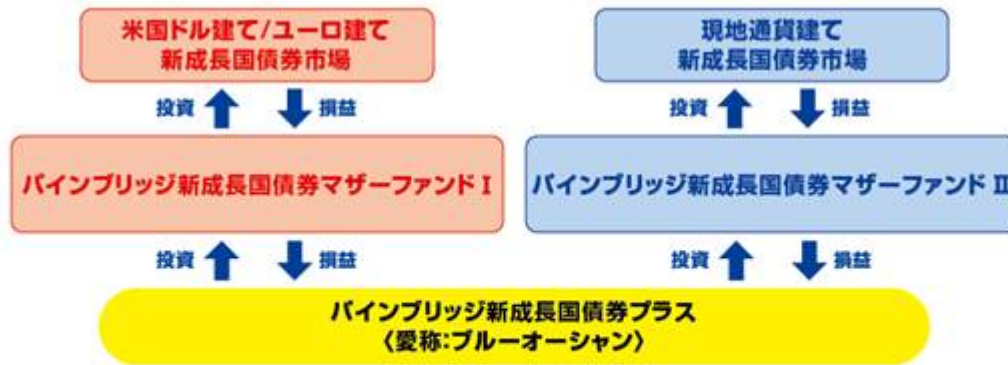 米国ドル建て/ユーロ建て
新成長国債券市場
現地通貨建て
新成長国債券市場
投資
損益
投資
損益
パインブリッジ新成長国債券マザーファンドⅠ
パインブリッジ新成長国債券マザーファンドⅡ
投資
損益
投資
損益
パインブリッジ新成長国債券プラス
〈愛称:ブルーオーシャン〉